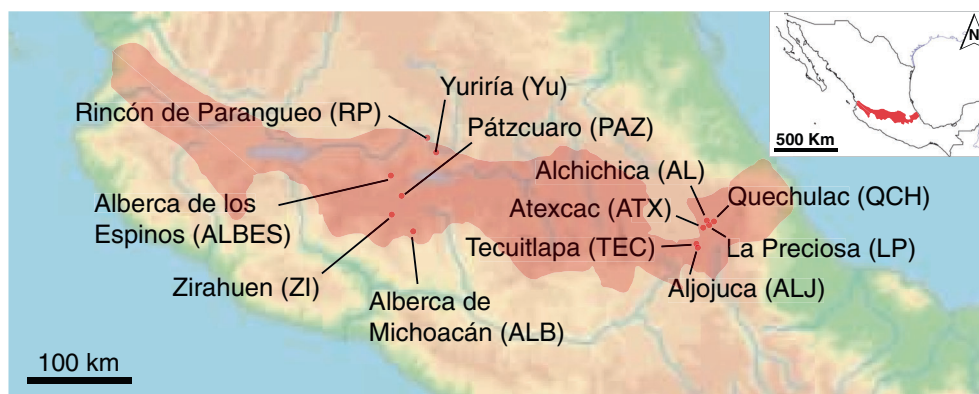 N
500 Km
Yuriría (Yu)
Rincón de Parangueo (RP)
Pátzcuaro (PAZ)
Alchichica (AL)
Quechulac (QCH)
Alberca de los
Espinos (ALBES)
Atexcac (ATX)
Tecuitlapa (TEC)
La Preciosa (LP)
Zirahuen (ZI)
Aljojuca (ALJ)
Alberca de
Michoacán (ALB)
100 km